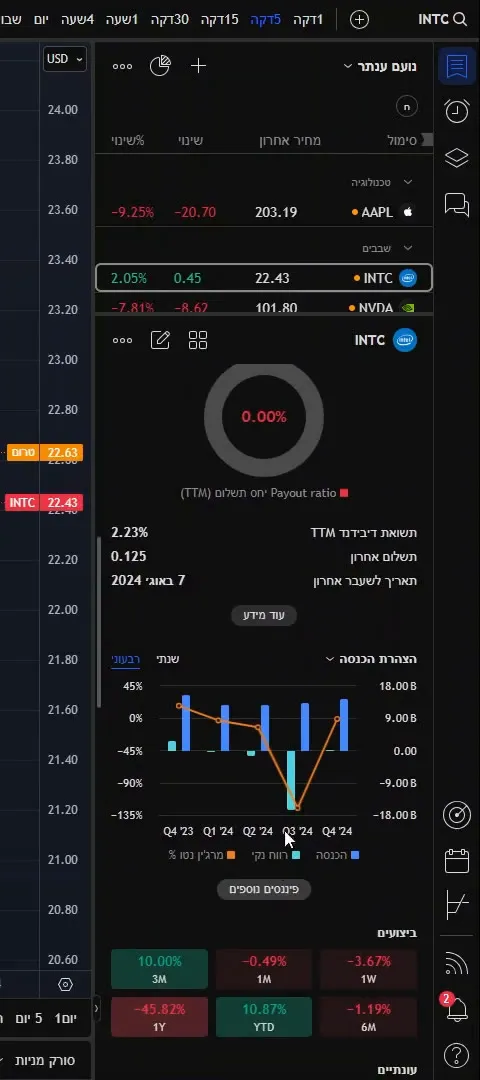 INTC 1דקה 5דקה 15דקה 30דקה 1שעה 4שעה יום שבו
USD
נועם ענתר
ח
סימול מחיר אחרון שינוי שינוי%
טכנולוגיה
AAPL 203.19 −20.70 −9.25%
שבבים
INTC 22.43 0.45 2.05%
NVDA 101.80 −8.62 −7.81%
INTC
0.00%
Payout ratio יחס תשלום (TTM)
תשואת דיבידנד TTM 2.23%
תשלום אחרון 0.125
תאריך לשעבר אחרון 7 באוג׳ 2024
עוד מידע
הצהרת הכנסה שנתי רבעוני
45% 18.00B
0% 9.00B
−45% 0.00
−90% −9.00B
−135% −18.00B
Q4 '23 Q1 '24 Q2 '24 Q3 '24 Q4 '24
הכנסה רווח נקי מרג'ין נטו %
פיננסים נוספים
ביצועים
10.00% −0.49% −3.67%
3M 1M 1W
−45.82% 10.87% −1.19%
1Y YTD 6M
עונתיים
24.00
23.80
23.60
23.40
23.20
23.00
22.80
טרום 22.63
INTC 22.43
22.20
22.00
21.80
21.60
21.40
21.20
21.00
20.80
20.60
יום1 5 יום
סורק מניות
2